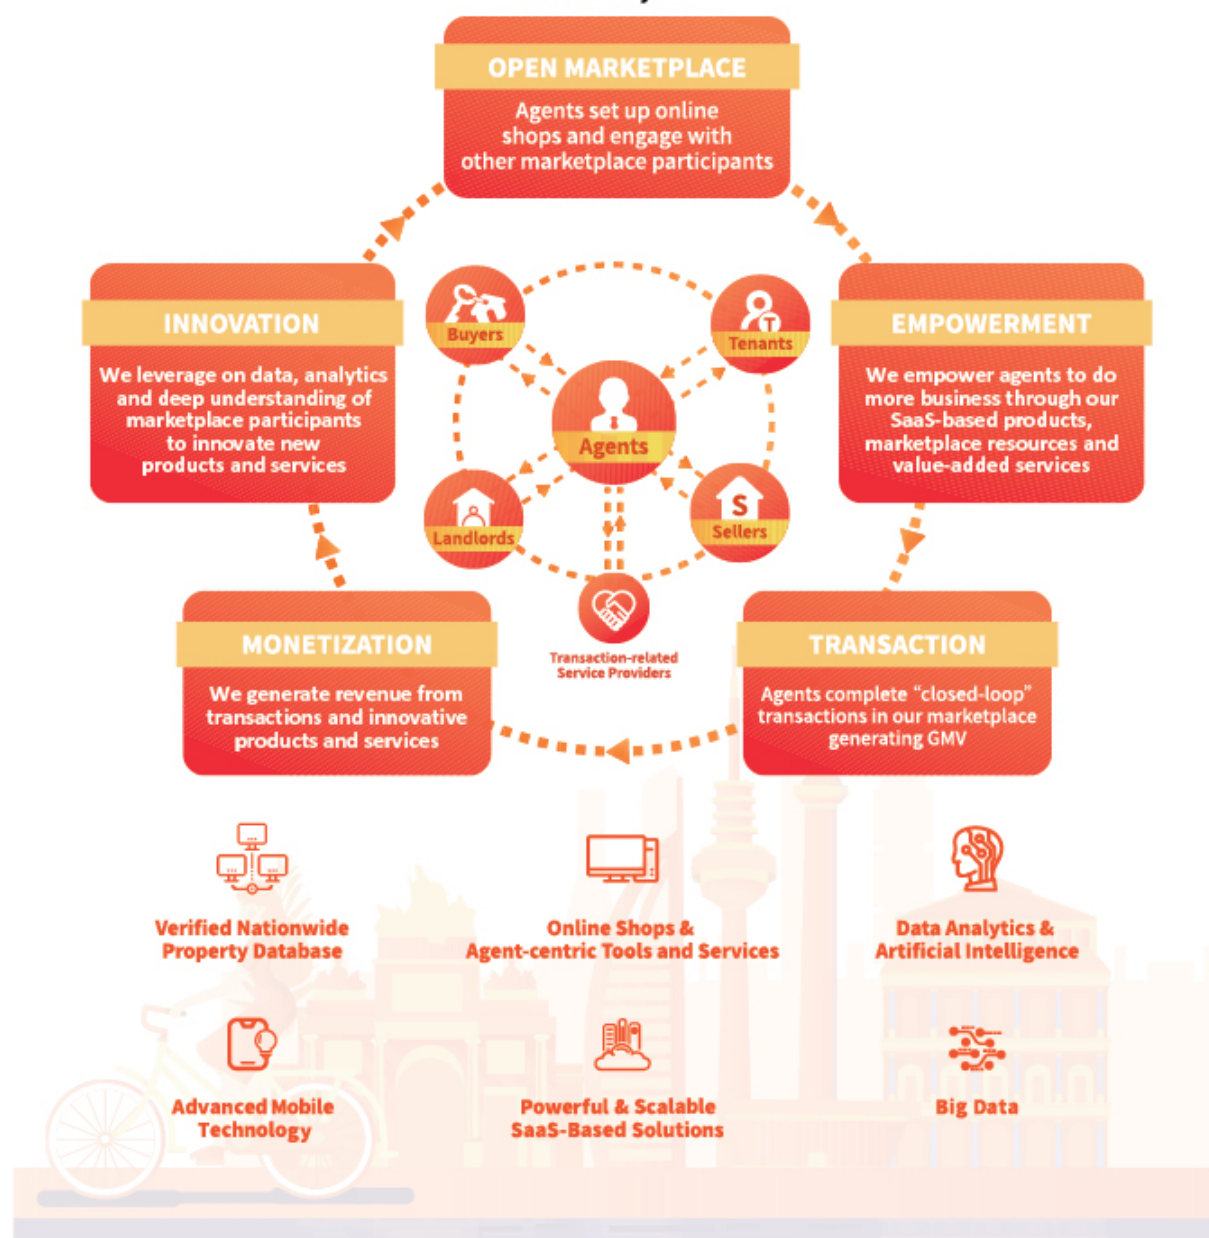 OPEN MARKETPLACE
Agents set up online
shops and engage with
other marketplace participants
INNOVATION
We leverage on data, analytics
and deep understanding of
marketplace participants
to innovate new
products and services
Buyers
Tenants
Agents
Landlords
S
Sellers
T
Transaction-related
Service Providers
EMPOWERMENT
We empower agents to do
more business through our
SaaS-based products,
marketplace resources and
value-added services
MONETIZATION
We generate revenue from
transactions and innovative
products and services
TRANSACTION
Agents complete “closed-loop”
transactions in our marketplace
generating GMV
Verified Nationwide
Property Database
Online Shops &
Agent-centric Tools and Services
Data Analytics &
Artificial Intelligence
Advanced Mobile
Technology
Powerful & Scalable
SaaS-Based Solutions
Big Data